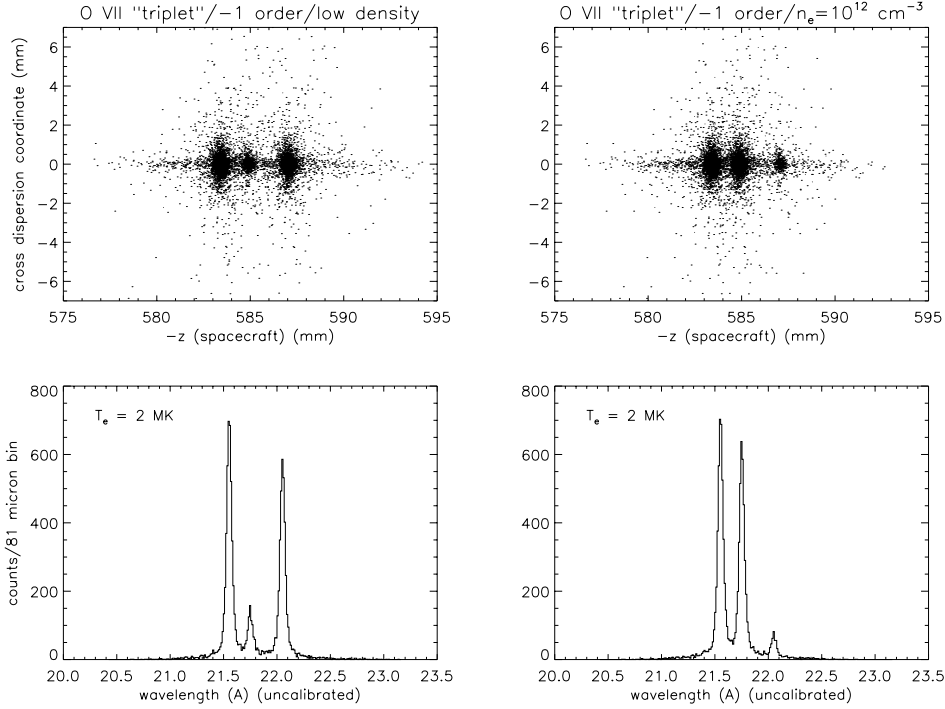 O VII "triplet"/−1 order/low density
6
4
2
0
−2
−4
−6
cross dispersion coordinate (mm)
575 580 585 590 595
−z (spacecraft) (mm)
O VII "triplet"/−1 order/nₑ=10¹² cm⁻³
6
4
2
0
−2
−4
−6
575 580 585 590 595
−z (spacecraft) (mm)
800
600
400
200
0
counts/81 micron bin
Tₑ = 2 MK
20.0 20.5 21.0 21.5 22.0 22.5 23.0 23.5
wavelength (A) (uncalibrated)
800
600
400
200
0
Tₑ = 2 MK
20.0 20.5 21.0 21.5 22.0 22.5 23.0 23.5
wavelength (A) (uncalibrated)